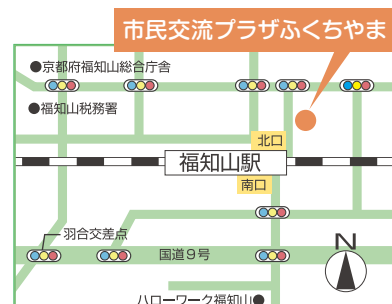 市民交流プラザふくちやま
●京都府福知山総合庁舎
●福知山税務署
北口
福知山駅
南口
羽合交差点
国道9号
N
ハローワーク福知山●